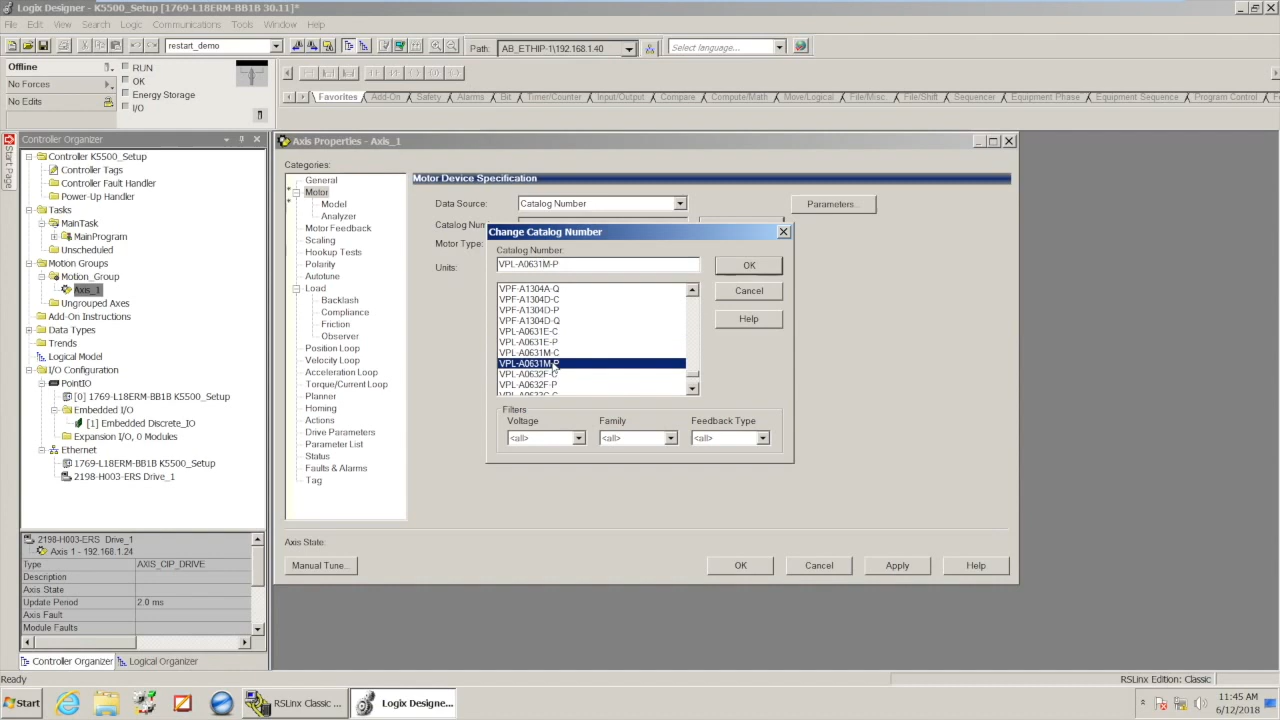 Logix Designer - K5500_Setup [1769-L18ERM-BB1B 30.11]*
File Edit View Search Logic Communications Tools Window Help
restart_demo
Path: AB_ETHIP-1\192.168.1.40
Select language...
Offline
No Forces
No Edits
RUN
OK
Energy Storage
I/O
Favorites Add-On Safety Alarms Bit Timer/Counter Input/Output Compare Compute/Math Move/Logical File/Misc. File/Shift Sequencer Equipment Phase Equipment Sequence Program Control
Start Page
Controller Organizer
Controller K5500_Setup
Controller Tags
Controller Fault Handler
Power-Up Handler
Tasks
MainTask
MainProgram
Unscheduled
Motion Groups
Motion_Group
Axis_1
Ungrouped Axes
Add-On Instructions
Data Types
Trends
Logical Model
I/O Configuration
PointIO
[0] 1769-L18ERM-BB1B K5500_Setup
Embedded I/O
[1] Embedded Discrete_IO
Expansion I/O, 0 Modules
Ethernet
1769-L18ERM-BB1B K5500_Setup
2198-H003-ERS Drive_1
2198-H003-ERS Drive_1
Axis 1 - 192.168.1.24
Type AXIS_CIP_DRIVE
Description
Axis State
Update Period 2.0 ms
Axis Fault
Module Faults
Controller Organizer Logical Organizer
Axis Properties - Axis_1
Categories:
General
Motor
Model
Analyzer
Motor Feedback
Scaling
Hookup Tests
Polarity
Autotune
Load
Backlash
Compliance
Friction
Observer
Position Loop
Velocity Loop
Acceleration Loop
Torque/Current Loop
Planner
Homing
Actions
Drive Parameters
Parameter List
Status
Faults & Alarms
Tag
Motor Device Specification
Data Source: Catalog Number
Parameters...
Catalog Num
Motor Type:
Units:
Change Catalog Number
Catalog Number:
VPL-A0631M-P
VPF-A1304A-Q
VPF-A1304D-C
VPF-A1304D-P
VPF-A1304D-Q
VPL-A0631E-C
VPL-A0631E-P
VPL-A0631M-C
VPL-A0631M-P
VPL-A0632F-C
VPL-A0632F-P
OK
Cancel
Help
Filters
Voltage Family Feedback Type
<all> <all> <all>
Axis State:
Manual Tune...
OK Cancel Apply Help
Ready
RSLinx Edition: Classic
Start
RSLinx Classic ...
Logix Designe...
11:45 AM
6/12/2018